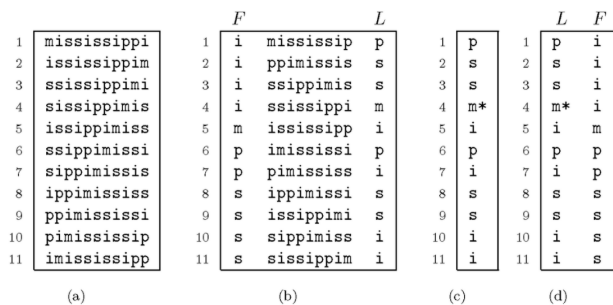 F L L F
1 mississippi 1 i mississip p 1 p 1 p i
2 ississippim 2 i ppimissis s 2 s 2 s i
3 ssissippimi 3 i ssippimis s 3 s 3 s i
4 sissippimis 4 i ssissippi m 4 m* 4 m* i
5 issippimiss 5 m ississipp i 5 i 5 i m
6 ssippimissi 6 p imississi p 6 p 6 p p
7 sippimissis 7 p pimississ i 7 i 7 i p
8 ippimississ 8 s ippimissi s 8 s 8 s s
9 ppimississi 9 s issippimi s 9 s 9 s s
10 pimississip 10 s sippimiss i 10 i 10 i s
11 imississipp 11 s sissippim i 11 i 11 i s
(a) (b) (c) (d)